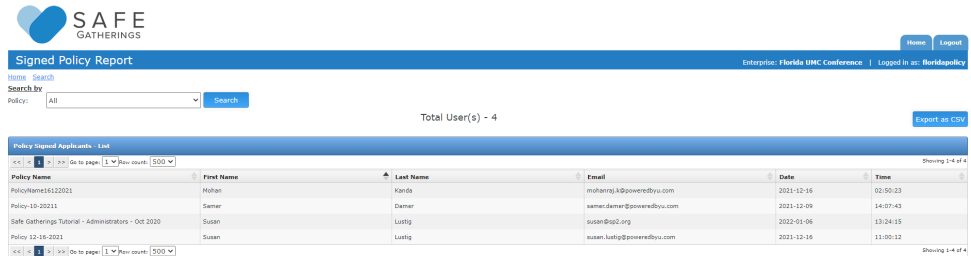 SAFE
GATHERINGS
Home Logout
Signed Policy Report Enterprise: Florida UMC Conference | Logged in as: floridapolicy
Home Search
Search by
Policy: All Search
Total User(s) - 4
Export as CSV
Policy Signed Applicants - List
<< < 1 > >> Go to page: 1 Row count: 500 Showing 1-4 of 4
Policy Name First Name Last Name Email Date Time
PolicyName16122021 Mohan Kanda mohanraj.k@poweredbyu.com 2021-12-16 02:50:23
Policy-10-20211 Samer Damer samer.damer@poweredbyu.com 2021-12-09 14:07:43
Safe Gatherings Tutorial - Administrators - Oct 2020 Susan Lustig susan@sp2.org 2022-01-06 13:24:15
Policy 12-16-2021 Susan Lustig susan.lustig@poweredbyu.com 2021-12-16 11:00:12
<< < 1 > >> Go to page: 1 Row count: 500 Showing 1-4 of 4